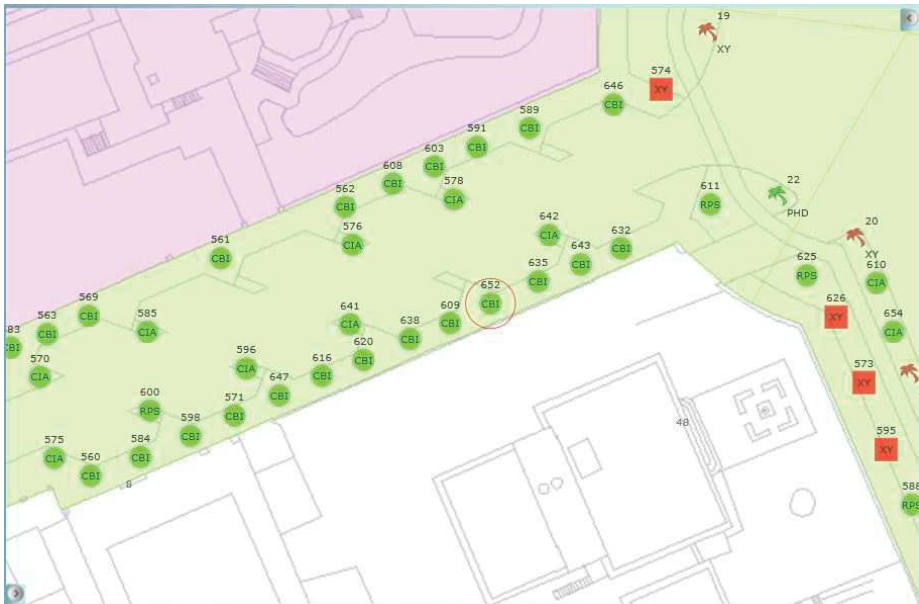 19
XY
574
XY
646
CBI
589
CBI
591
CBI
603
CBI
608
CBI
578
CIA
562
CBI
576
CIA
561
CBI
611
RPS
22
PHD
20
XY
642
CIA
632
CBI
643
CBI
635
CBI
625
RPS
610
CIA
652
CBI
626
XY
654
CIA
569
CBI
563
CBI
585
CIA
641
CIA
609
CBI
638
CBI
570
CIA
596
CIA
616
CBI
620
CBI
647
CBI
573
XY
600
RPS
571
CBI
598
CBI
48
595
XY
575
CIA
560
CBI
584
CBI
8
588
RPS